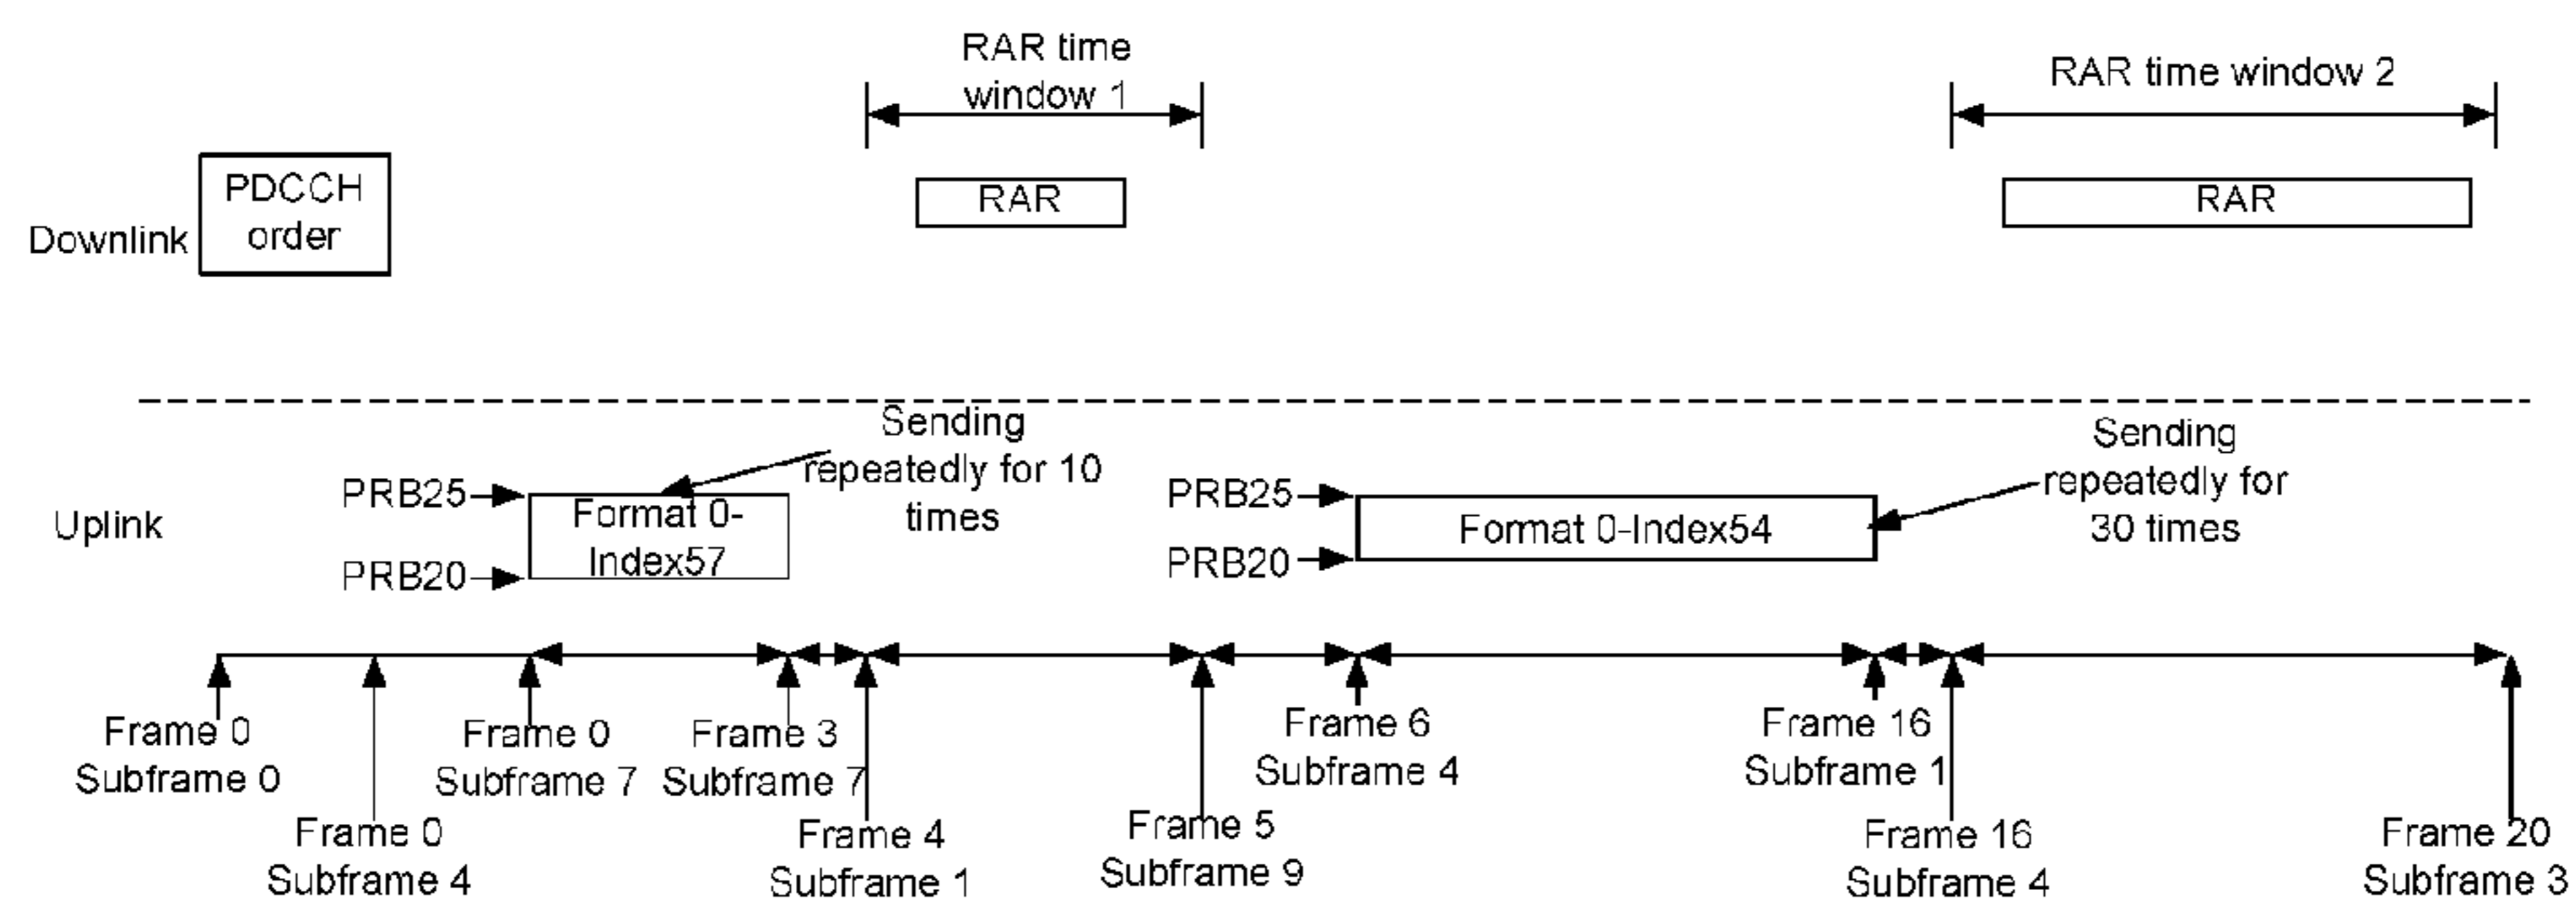 RAR time
window 1
RAR time window 2
PDCCH
order
RAR
RAR
Downlink
Sending
repeatedly for 10
times
Sending
repeatedly for
30 times
PRB25
Format 0-
Index57
PRB20
PRB25
Format 0-Index54
PRB20
Uplink
Frame 0
Subframe 0
Frame 0
Subframe 4
Frame 0
Subframe 7
Frame 3
Subframe 7
Frame 4
Subframe 1
Frame 5
Subframe 9
Frame 6
Subframe 4
Frame 16
Subframe 1
Frame 16
Subframe 4
Frame 20
Subframe 3